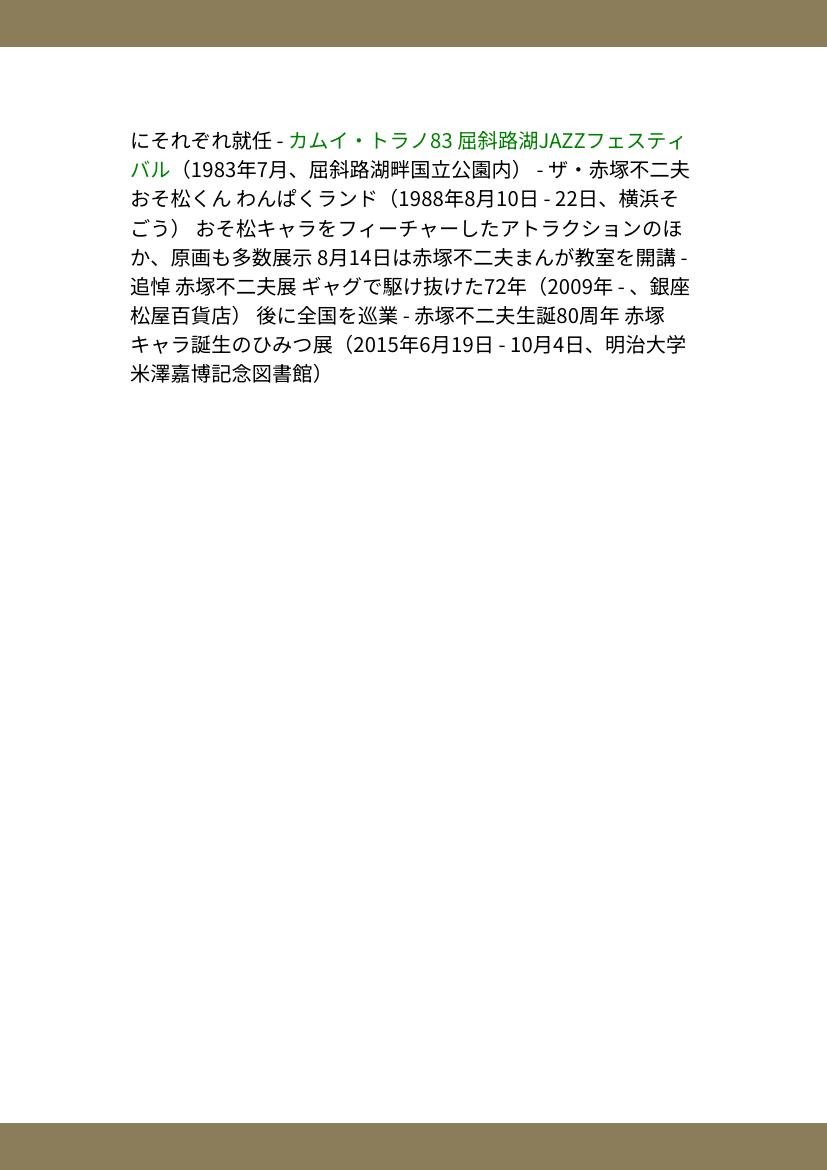 にそれぞれ就任 - カムイ・トラノ83 屈斜路湖JAZZフェスティ
バル（1983年7月、屈斜路湖畔国立公園内） - ザ・赤塚不二夫
おそ松くん わんぱくランド（1988年8月10日 - 22日、横浜そ
ごう） おそ松キャラをフィーチャーしたアトラクションのほ
か、原画も多数展示 8月14日は赤塚不二夫まんが教室を開講 -
追悼 赤塚不二夫展 ギャグで駆け抜けた72年（2009年 - 、銀座
松屋百貨店） 後に全国を巡業 - 赤塚不二夫生誕80周年 赤塚
キャラ誕生のひみつ展（2015年6月19日 - 10月4日、明治大学
米澤嘉博記念図書館）